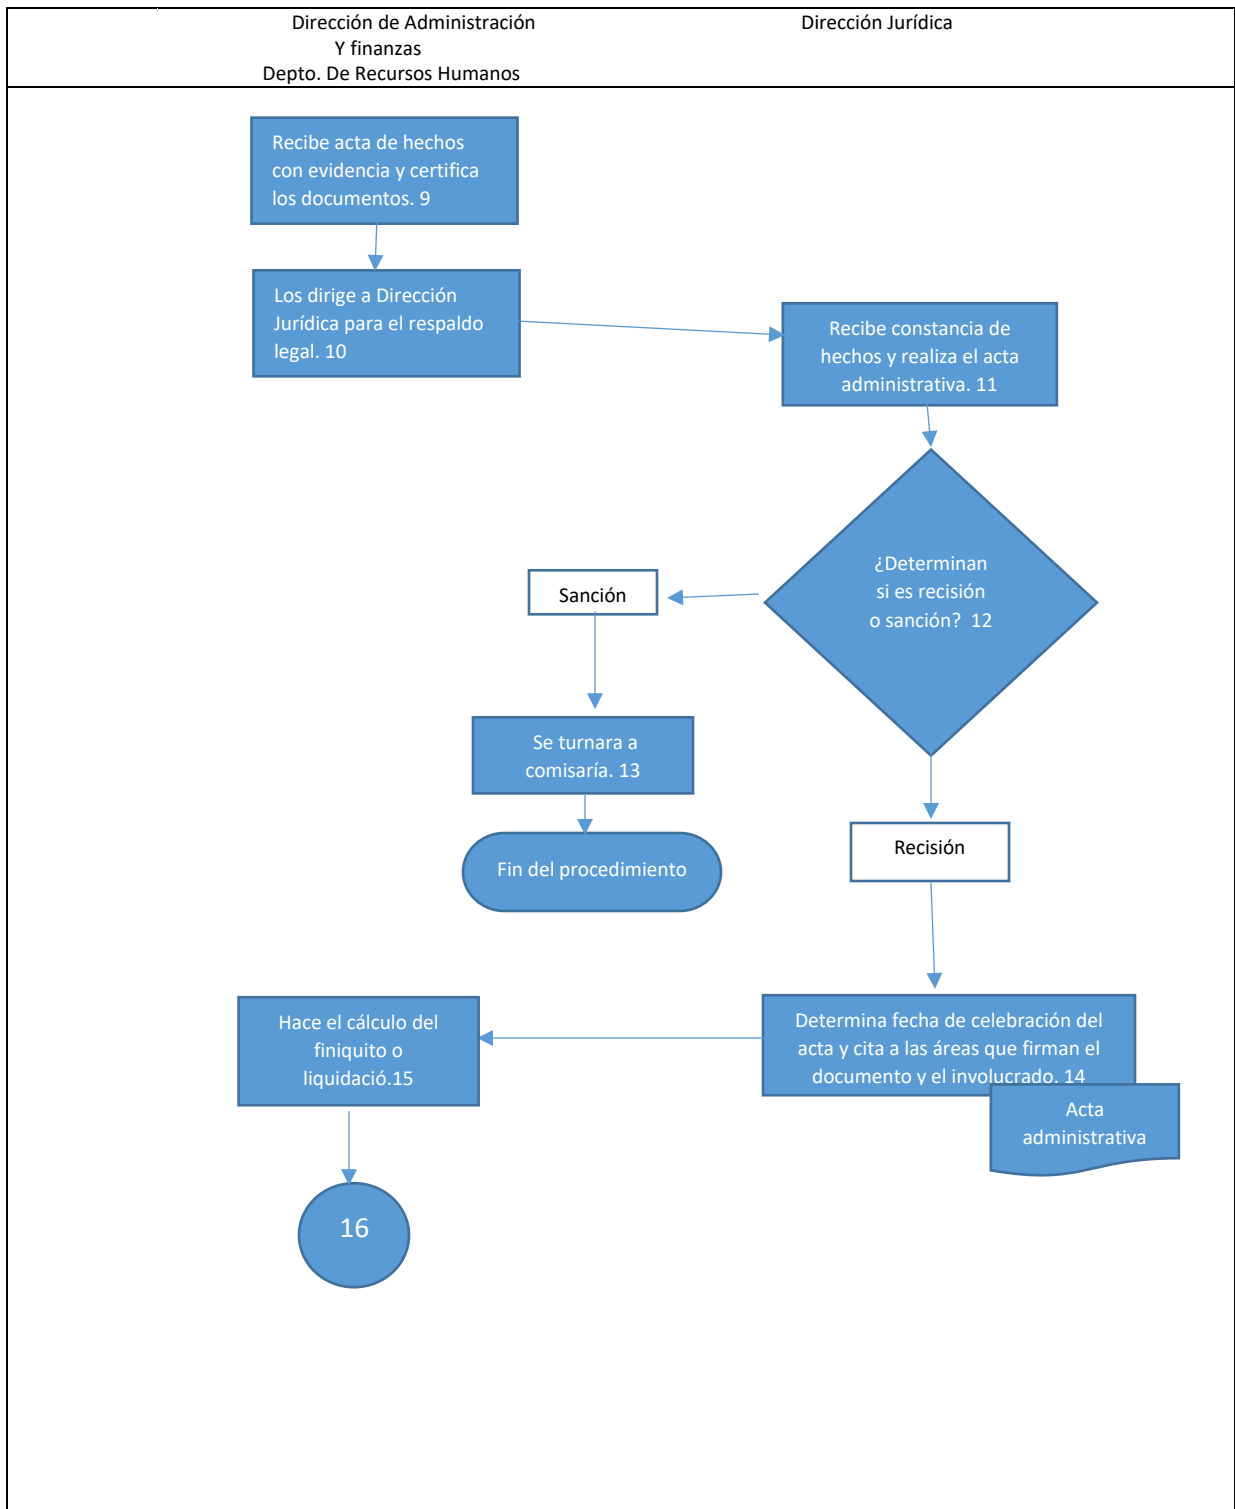 Dirección de Administración
Y finanzas
Depto. De Recursos Humanos
Dirección Jurídica
Recibe acta de hechos
con evidencia y certifica
los documentos. 9
Los dirige a Dirección
Jurídica para el respaldo
legal. 10
Recibe constancia de
hechos y realiza el acta
administrativa. 11
¿Determinan
si es recisión
o sanción? 12
Sanción
Se turnara a
comisaría. 13
Fin del procedimiento
Recisión
Determina fecha de celebración del
acta y cita a las áreas que firman el
documento y el involucrado. 14
Acta
administrativa
Hace el cálculo del
finiquito o
liquidació.15
16